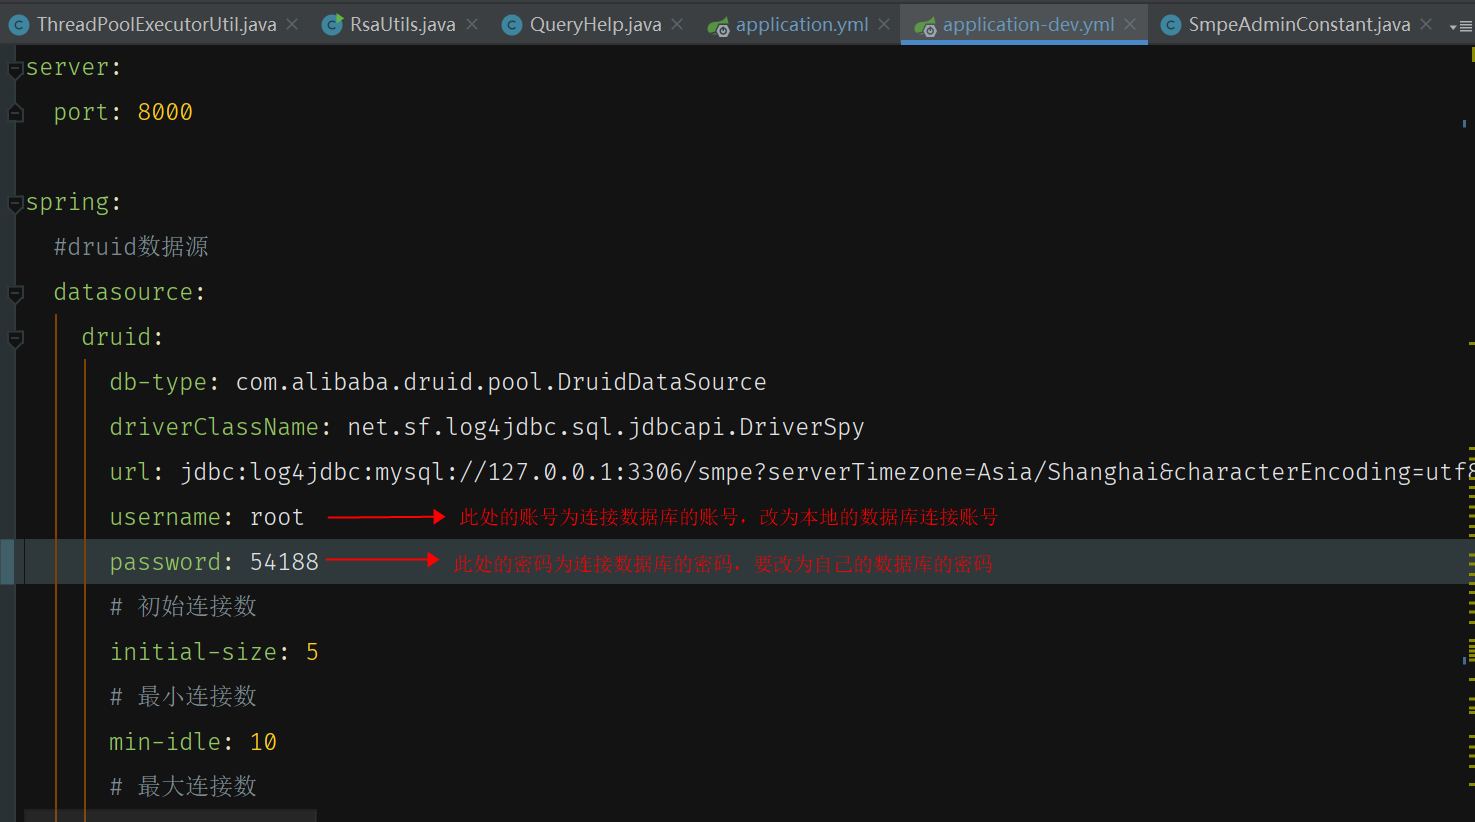 ThreadPoolExecutorUtil.java RsaUtils.java QueryHelp.java application.yml application-dev.yml SmpeAdminConstant.java
server:
port: 8000
spring:
#druid数据源
datasource:
druid:
db-type: com.alibaba.druid.pool.DruidDataSource
driverClassName: net.sf.log4jdbc.sql.jdbcapi.DriverSpy
url: jdbc:log4jdbc:mysql://127.0.0.1:3306/smpe?serverTimezone=Asia/Shanghai&characterEncoding=utf8
username: root 此处的账号为连接数据库的账号，改为本地的数据库连接账号
password: 54188 此处的密码为连接数据库的密码，要改为自己的数据库的密码
# 初始连接数
initial-size: 5
# 最小连接数
min-idle: 10
# 最大连接数